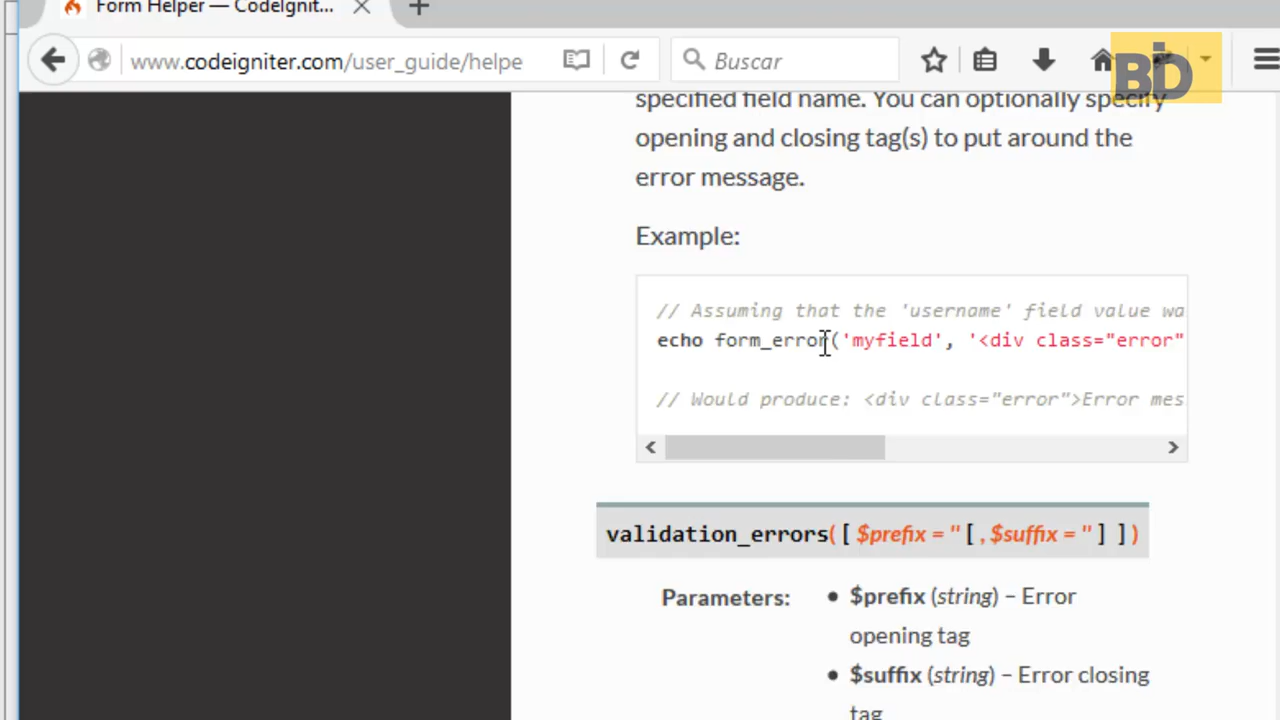 Form Helper — CodeIgnit...
www.codeigniter.com/user_guide/helpe
Buscar
BD
specified field name. You can optionally specify
opening and closing tag(s) to put around the
error message.
Example:
// Assuming that the 'username' field value wa
echo form_error('myfield', '<div class="error"
// Would produce: <div class="error">Error mes
validation_errors([ $prefix = '' [, $suffix = '' ] ])
Parameters:
• $prefix (string) – Error
opening tag
• $suffix (string) – Error closing
tag